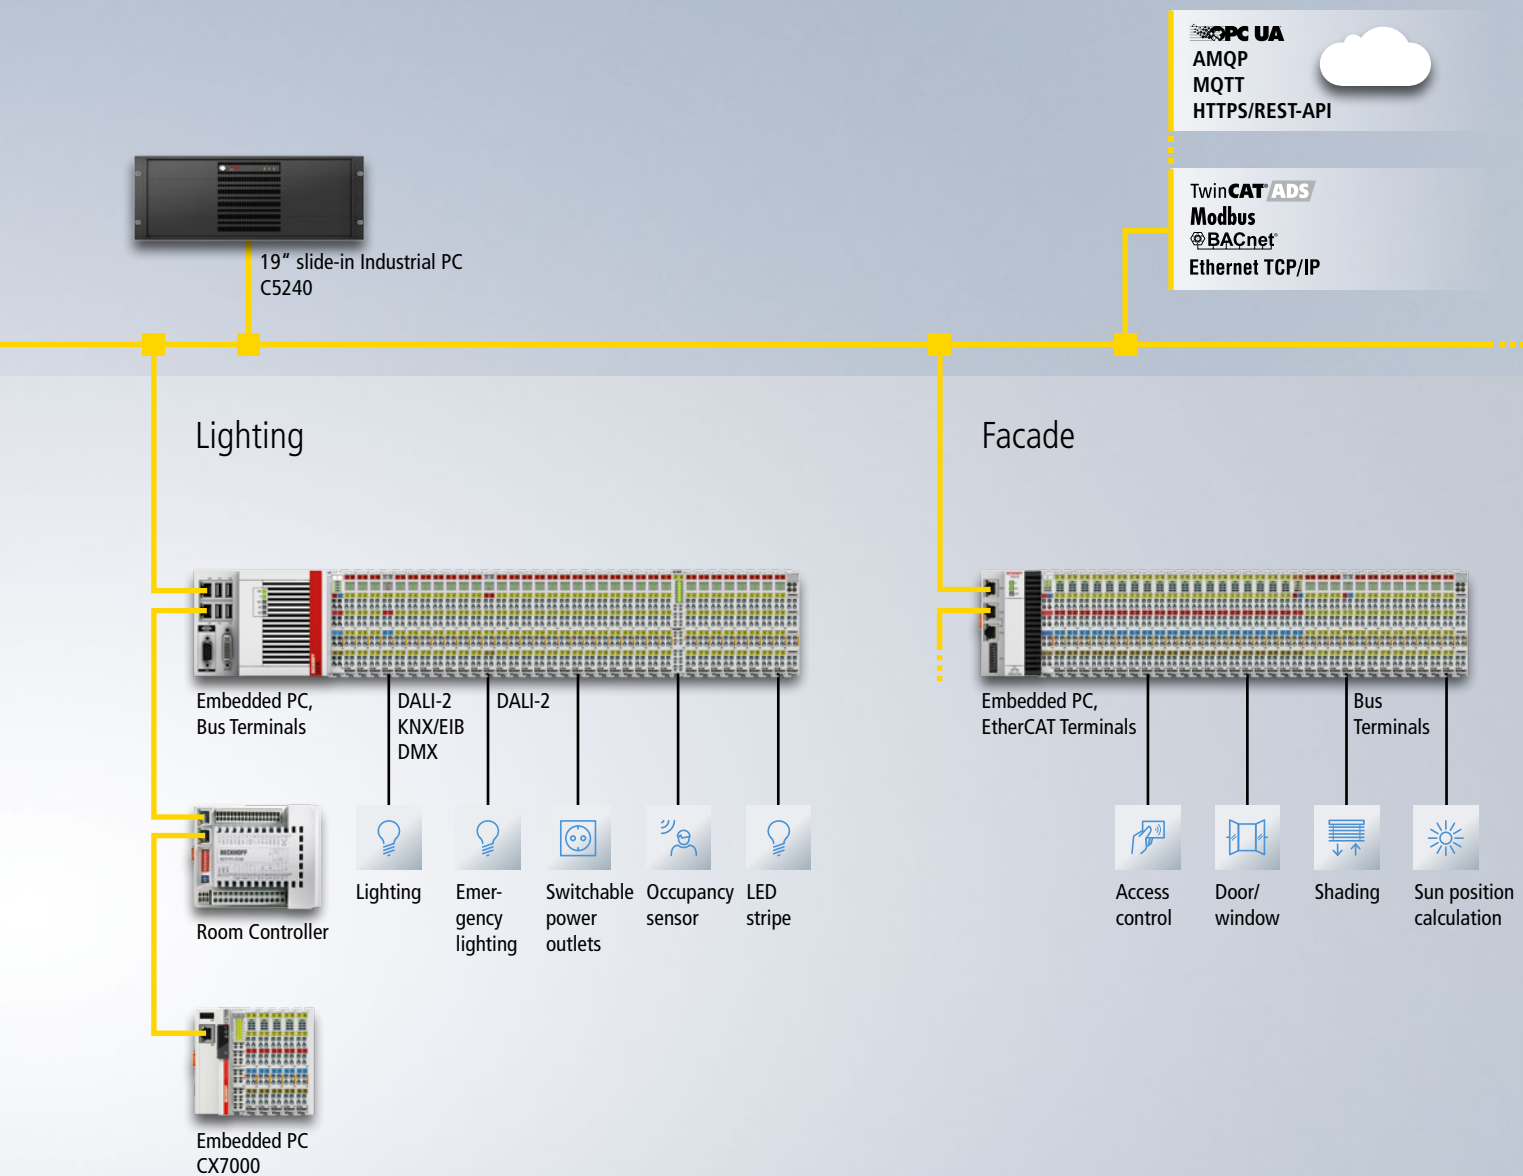 OPC UA
AMQP
MQTT
HTTPS/REST-API
TwinCAT ADS
Modbus
BACnet
Ethernet TCP/IP
19“ slide-in Industrial PC
C5240
Lighting
Facade
Embedded PC,
Bus Terminals
DALI-2
KNX/EIB
DMX
DALI-2
Embedded PC,
EtherCAT Terminals
Bus
Terminals
BECKHOFF
Room Controller
Lighting
Emer-
gency
lighting
Switchable
power
outlets
Occupancy
sensor
LED
stripe
Access
control
Door/
window
Shading
Sun position
calculation
Embedded PC
CX7000